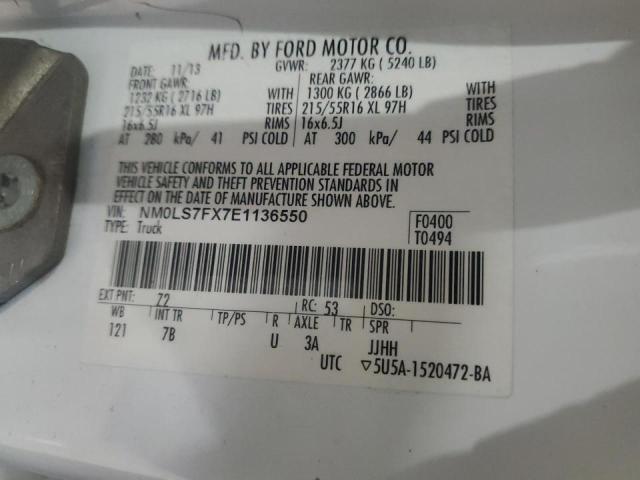 MFD. BY FORD MOTOR CO.
DATE: 11/13 GVWR: 2377 KG ( 5240 LB)
FRONT GAWR: REAR GAWR:
1232 KG ( 2716 LB) WITH 1300 KG ( 2866 LB) WITH
215/55R16 XL 97H TIRES 215/55R16 XL 97H TIRES
16x6.5J RIMS 16x6.5J RIMS
AT 280 kPa/ 41 PSI COLD AT 300 kPa/ 44 PSI COLD
THIS VEHICLE CONFORMS TO ALL APPLICABLE FEDERAL MOTOR
VEHICLE SAFETY AND THEFT PREVENTION STANDARDS IN
EFFECT ON THE DATE OF MANUFACTURE SHOWN ABOVE.
VIN: NM0LS7FX7E1136550 F0400
TYPE: Truck T0494
EXT PNT: 72 RC: 53 DSO:
WB INT TR TP/PS R AXLE TR SPR
121 7B U 3A JJHH
UTC ▽5U5A-1520472-BA